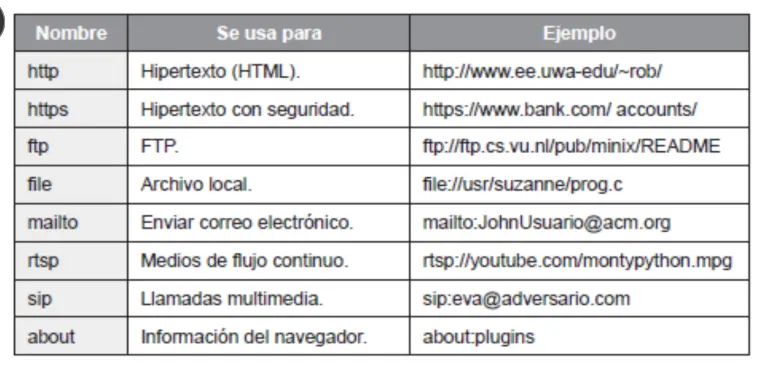 Nombre Se usa para Ejemplo
http Hipertexto (HTML). http://www.ee.uwa-edu/~rob/
https Hipertexto con seguridad. https://www.bank.com/ accounts/
ftp FTP. ftp://ftp.cs.vu.nl/pub/minix/README
file Archivo local. file://usr/suzanne/prog.c
mailto Enviar correo electrónico. mailto:JohnUsuario@acm.org
rtsp Medios de flujo continuo. rtsp://youtube.com/montypython.mpg
sip Llamadas multimedia. sip:eva@adversario.com
about Información del navegador. about:plugins